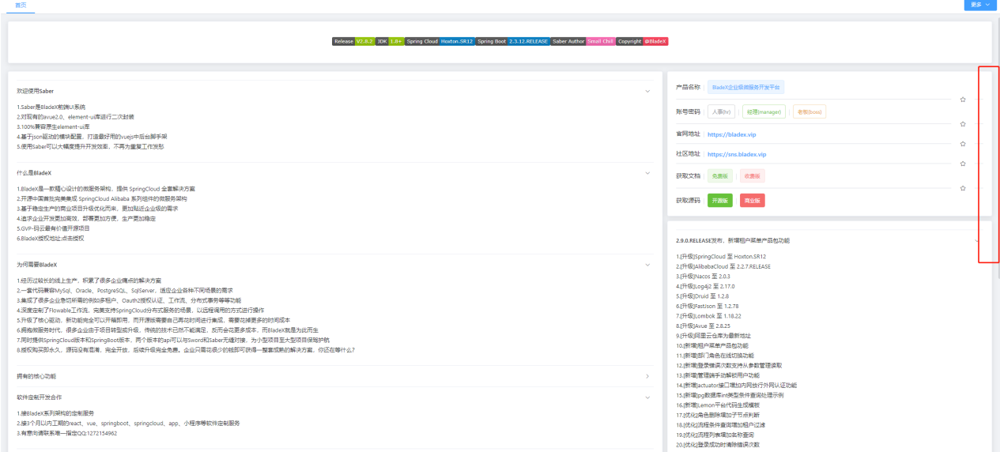 首页
更多
Release V2.9.2 JDK 1.8+ Spring Cloud Hoxton.SR12 Spring Boot 2.3.12.RELEASE Saber Author Small Chill Copyright @BladeX
欢迎使用Saber
1.Saber是BladeX前端UI系统
2.对现有的avue2.0、element-ui库进行二次封装
3.100%兼容原生element-ui库
4.基于json驱动的模块配置，打造最好用的vuejs中后台脚手架
5.使用Saber可以大幅度提升开发效率，不再为重复工作发愁
什么是BladeX
1.BladeX是一款精心设计的微服务架构，提供 SpringCloud 全套解决方案
2.开源中国首批完美集成 SpringCloud Alibaba 系列组件的微服务架构
3.基于稳定生产的商业项目升级优化而来，更加贴近企业级的需求
4.追求企业开发更加高效，部署更加方便，生产更加稳定
5.GVP-码云最有价值开源项目
6.BladeX授权地址:点击授权
为何需要BladeX
1.经历过较长的线上生产，积累了很多企业痛点的解决方案
2.一套代码兼容MySql、Oracle、PostgreSQL、SqlServer，适应企业各种不同场景的需求
3.集成了很多企业急切所需的例如多租户、Oauth2授权认证、工作流、分布式事务等等功能
4.深度定制了Flowable工作流，完美支持SpringCloud分布式服务的场景，以远程调用的方式进行操作
5.升级了核心驱动，新功能完全可以开箱即用，而开源版需要自己再花时间进行集成，需要花掉更多的时间成本
6.拥抱微服务时代，很多企业由于项目转型或升级，传统的技术已然不能满足，反而会花更多成本，而BladeX就是为此而生
7.同时提供SpringCloud版本和SpringBoot版本，两个版本的api可以与Sword和Saber无缝对接，为小型项目至大型项目保驾护航
8.授权购买即永久，源码没有混淆，完全开放，后续升级完全免费。企业只需花很少的钱即可获得一整套成熟的解决方案，你还在等什么？
拥有的核心功能
软件定制开发合作
1.接BladeX系列架构的定制服务
2.接3个月以内工期的react、vue、springboot、springcloud、app、小程序等软件定制服务
3.有意向请联系唯一指定QQ:1272154962
产品名称 BladeX企业级微服务开发平台
账号密码 人事(hr) 经理(manager) 老板(boss)
官网地址 https://bladex.vip
社区地址 https://sns.bladex.vip
获取文档 免费版 收费版
获取源码 开源版 商业版
2.9.0.RELEASE发布，新增租户菜单产品包功能
1.[升级]SpringCloud 至 Hoxton.SR12
2.[升级]AlibabaCloud 至 2.2.7.RELEASE
3.[升级]Nacos 至 2.0.3
4.[升级]Log4j2 至 2.17.0
5.[升级]Druid 至 1.2.8
6.[升级]FastJson 至 1.2.78
7.[升级]Lombok 至 1.18.22
8.[升级]Avue 至 2.8.25
9.[升级]阿里云仓库为最新地址
10.[新增]租户菜单产品包功能
11.[新增]部门角色在线切换功能
12.[新增]登录错误次数支持从参数管理读取
13.[新增]管理端手动解锁用户功能
14.[新增]actuator接口增加内网放行外网认证功能
15.[新增]pg数据库int类型条件查询处理示例
16.[新增]Lemon平台代码生成模板
17.[优化]角色删除增加子节点判断
18.[优化]流程条件查询增加租户过滤
19.[优化]流程列表增加名称查询
20.[优化]登录成功时清除错误次数